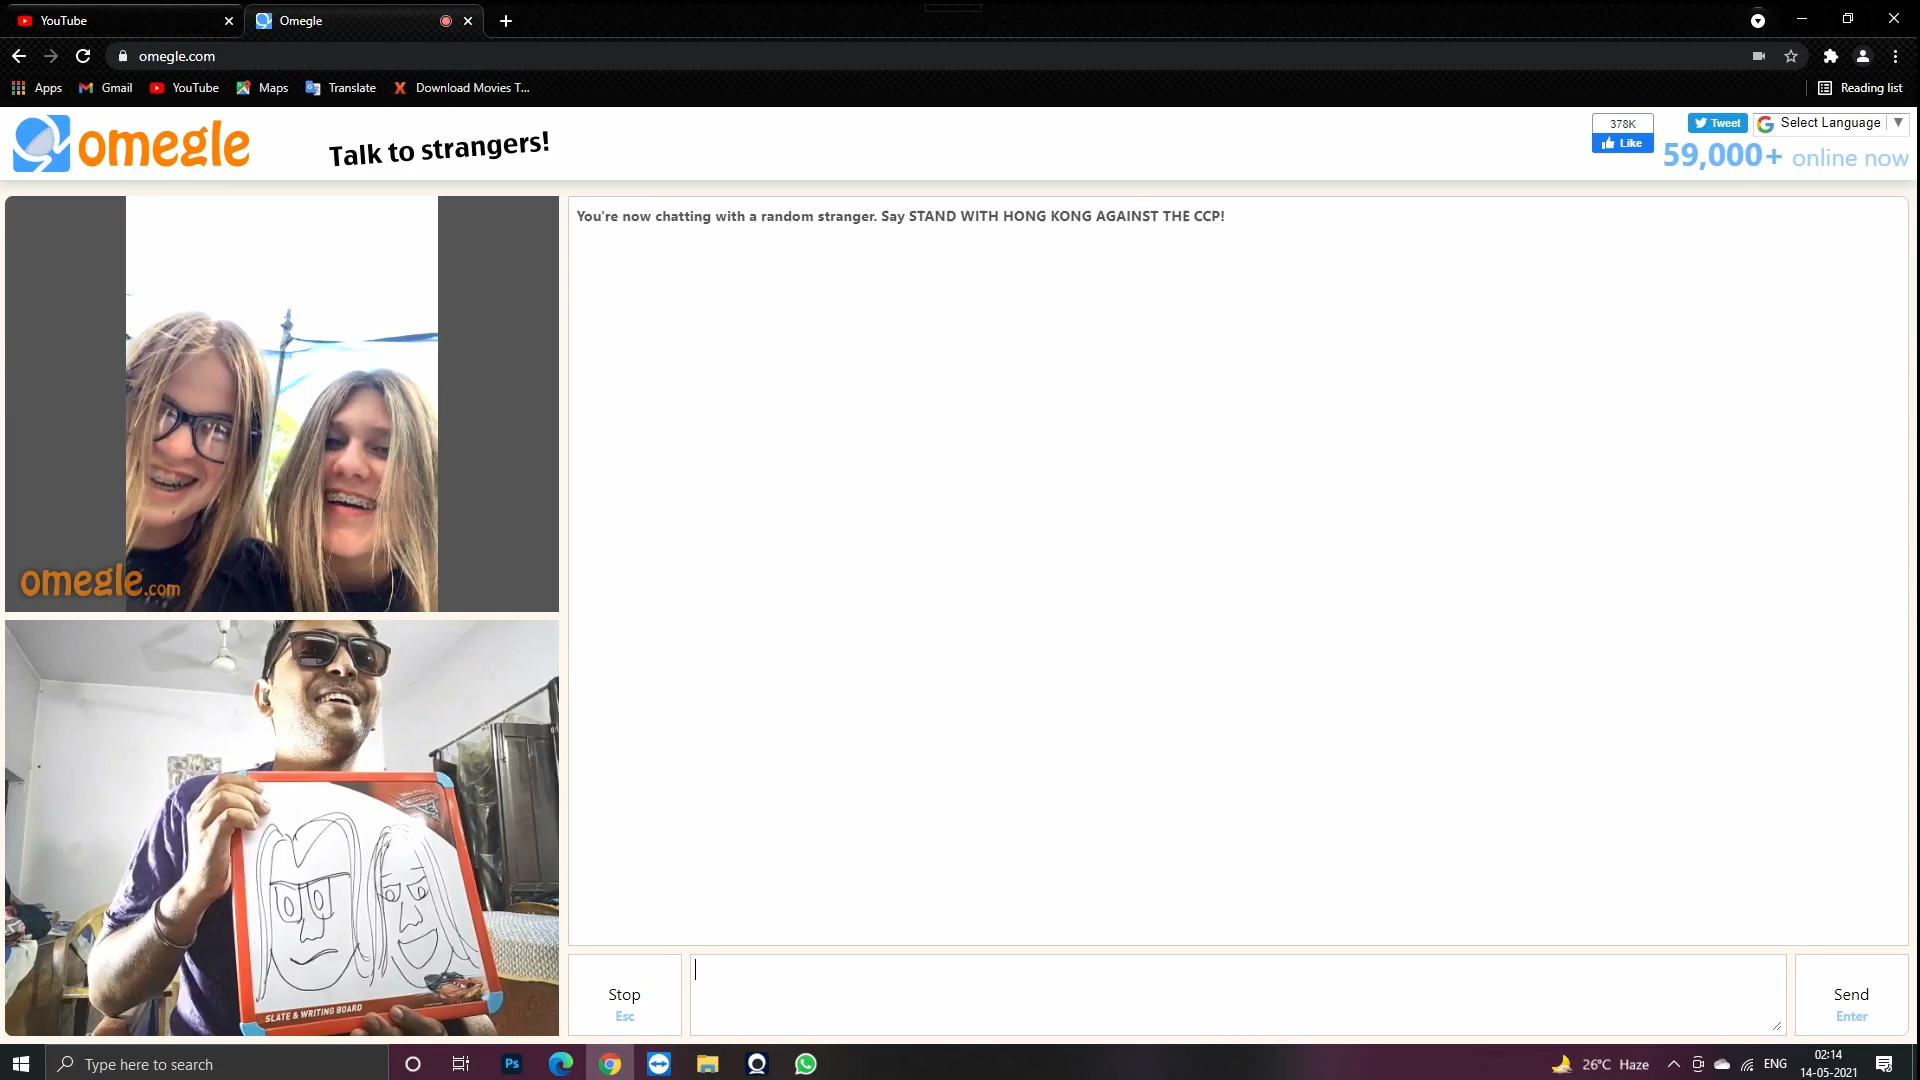 YouTube
Omegle
omegle.com
Apps
Gmail
YouTube
Maps
Translate
Download Movies T...
Reading list
omegle
Talk to strangers!
378K
Like
Tweet
Select Language
59,000+ online now
You're now chatting with a random stranger. Say STAND WITH HONG KONG AGAINST THE CCP!
omegle.com
SLATE & WRITING BOARD
Stop
Esc
Send
Enter
Type here to search
Ps
26°C Haze
ENG
02:14
14-05-2021